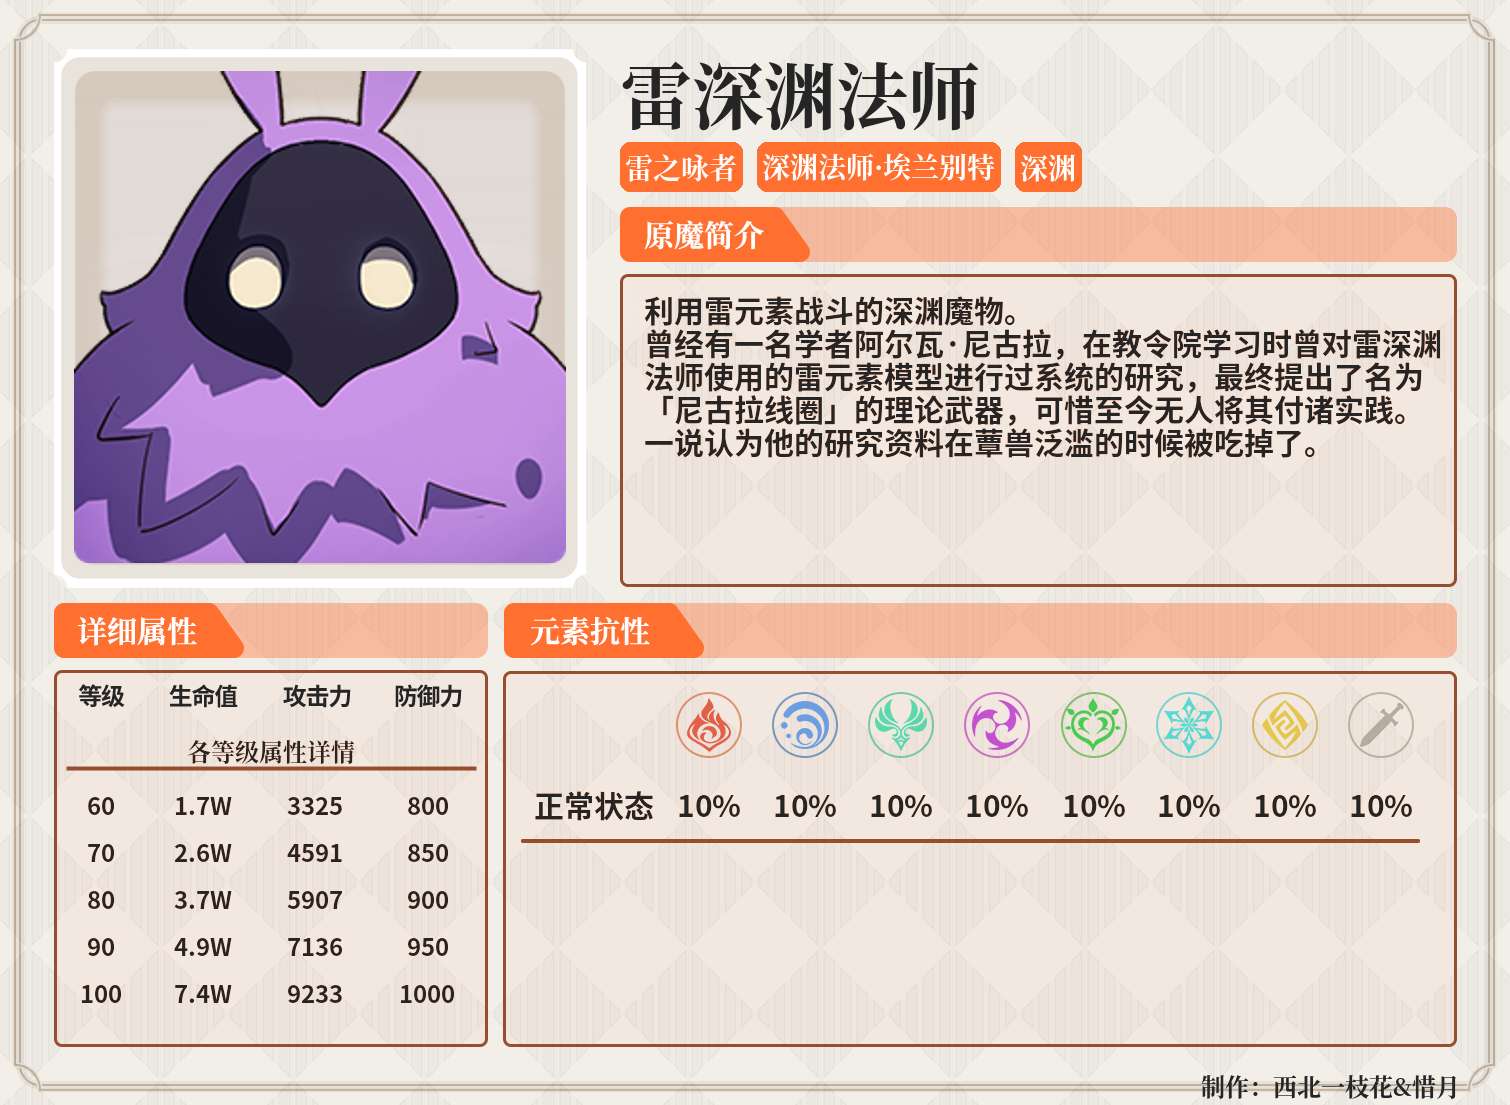 雷深渊法师
雷之咏者 深渊法师·埃兰别特 深渊
原魔简介
利用雷元素战斗的深渊魔物。
曾经有一名学者阿尔瓦·尼古拉，在教令院学习时曾对雷深渊
法师使用的雷元素模型进行过系统的研究，最终提出了名为
「尼古拉线圈」的理论武器，可惜至今无人将其付诸实践。
一说认为他的研究资料在蕈兽泛滥的时候被吃掉了。
详细属性
等级 生命值 攻击力 防御力
各等级属性详情
60 1.7W 3325 800
70 2.6W 4591 850
80 3.7W 5907 900
90 4.9W 7136 950
100 7.4W 9233 1000
元素抗性
正常状态 10% 10% 10% 10% 10% 10% 10% 10%
制作：西北一枝花&惜月